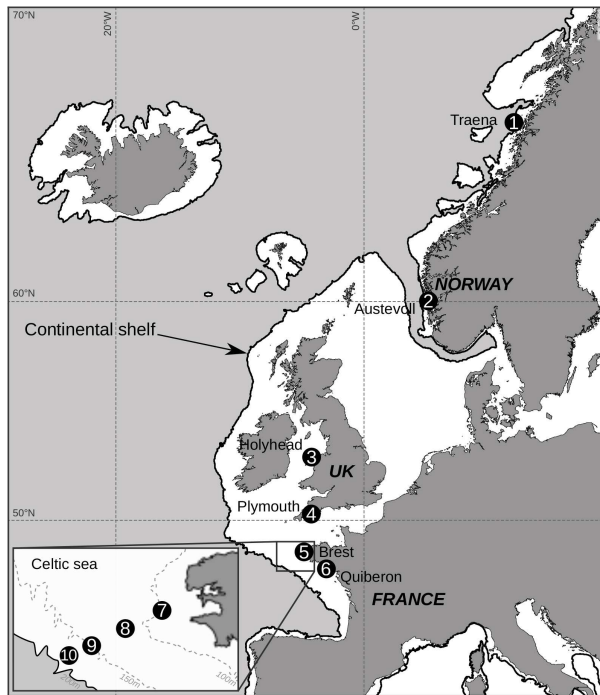 70°N
20°W
0°W
Traena
1
60°N
NORWAY
2
Austevoll
Continental shelf
Holyhead
3
UK
Plymouth
4
50°N
5
Brest
6
Quiberon
FRANCE
Celtic sea
7
8
9
10
200m
150m
100m